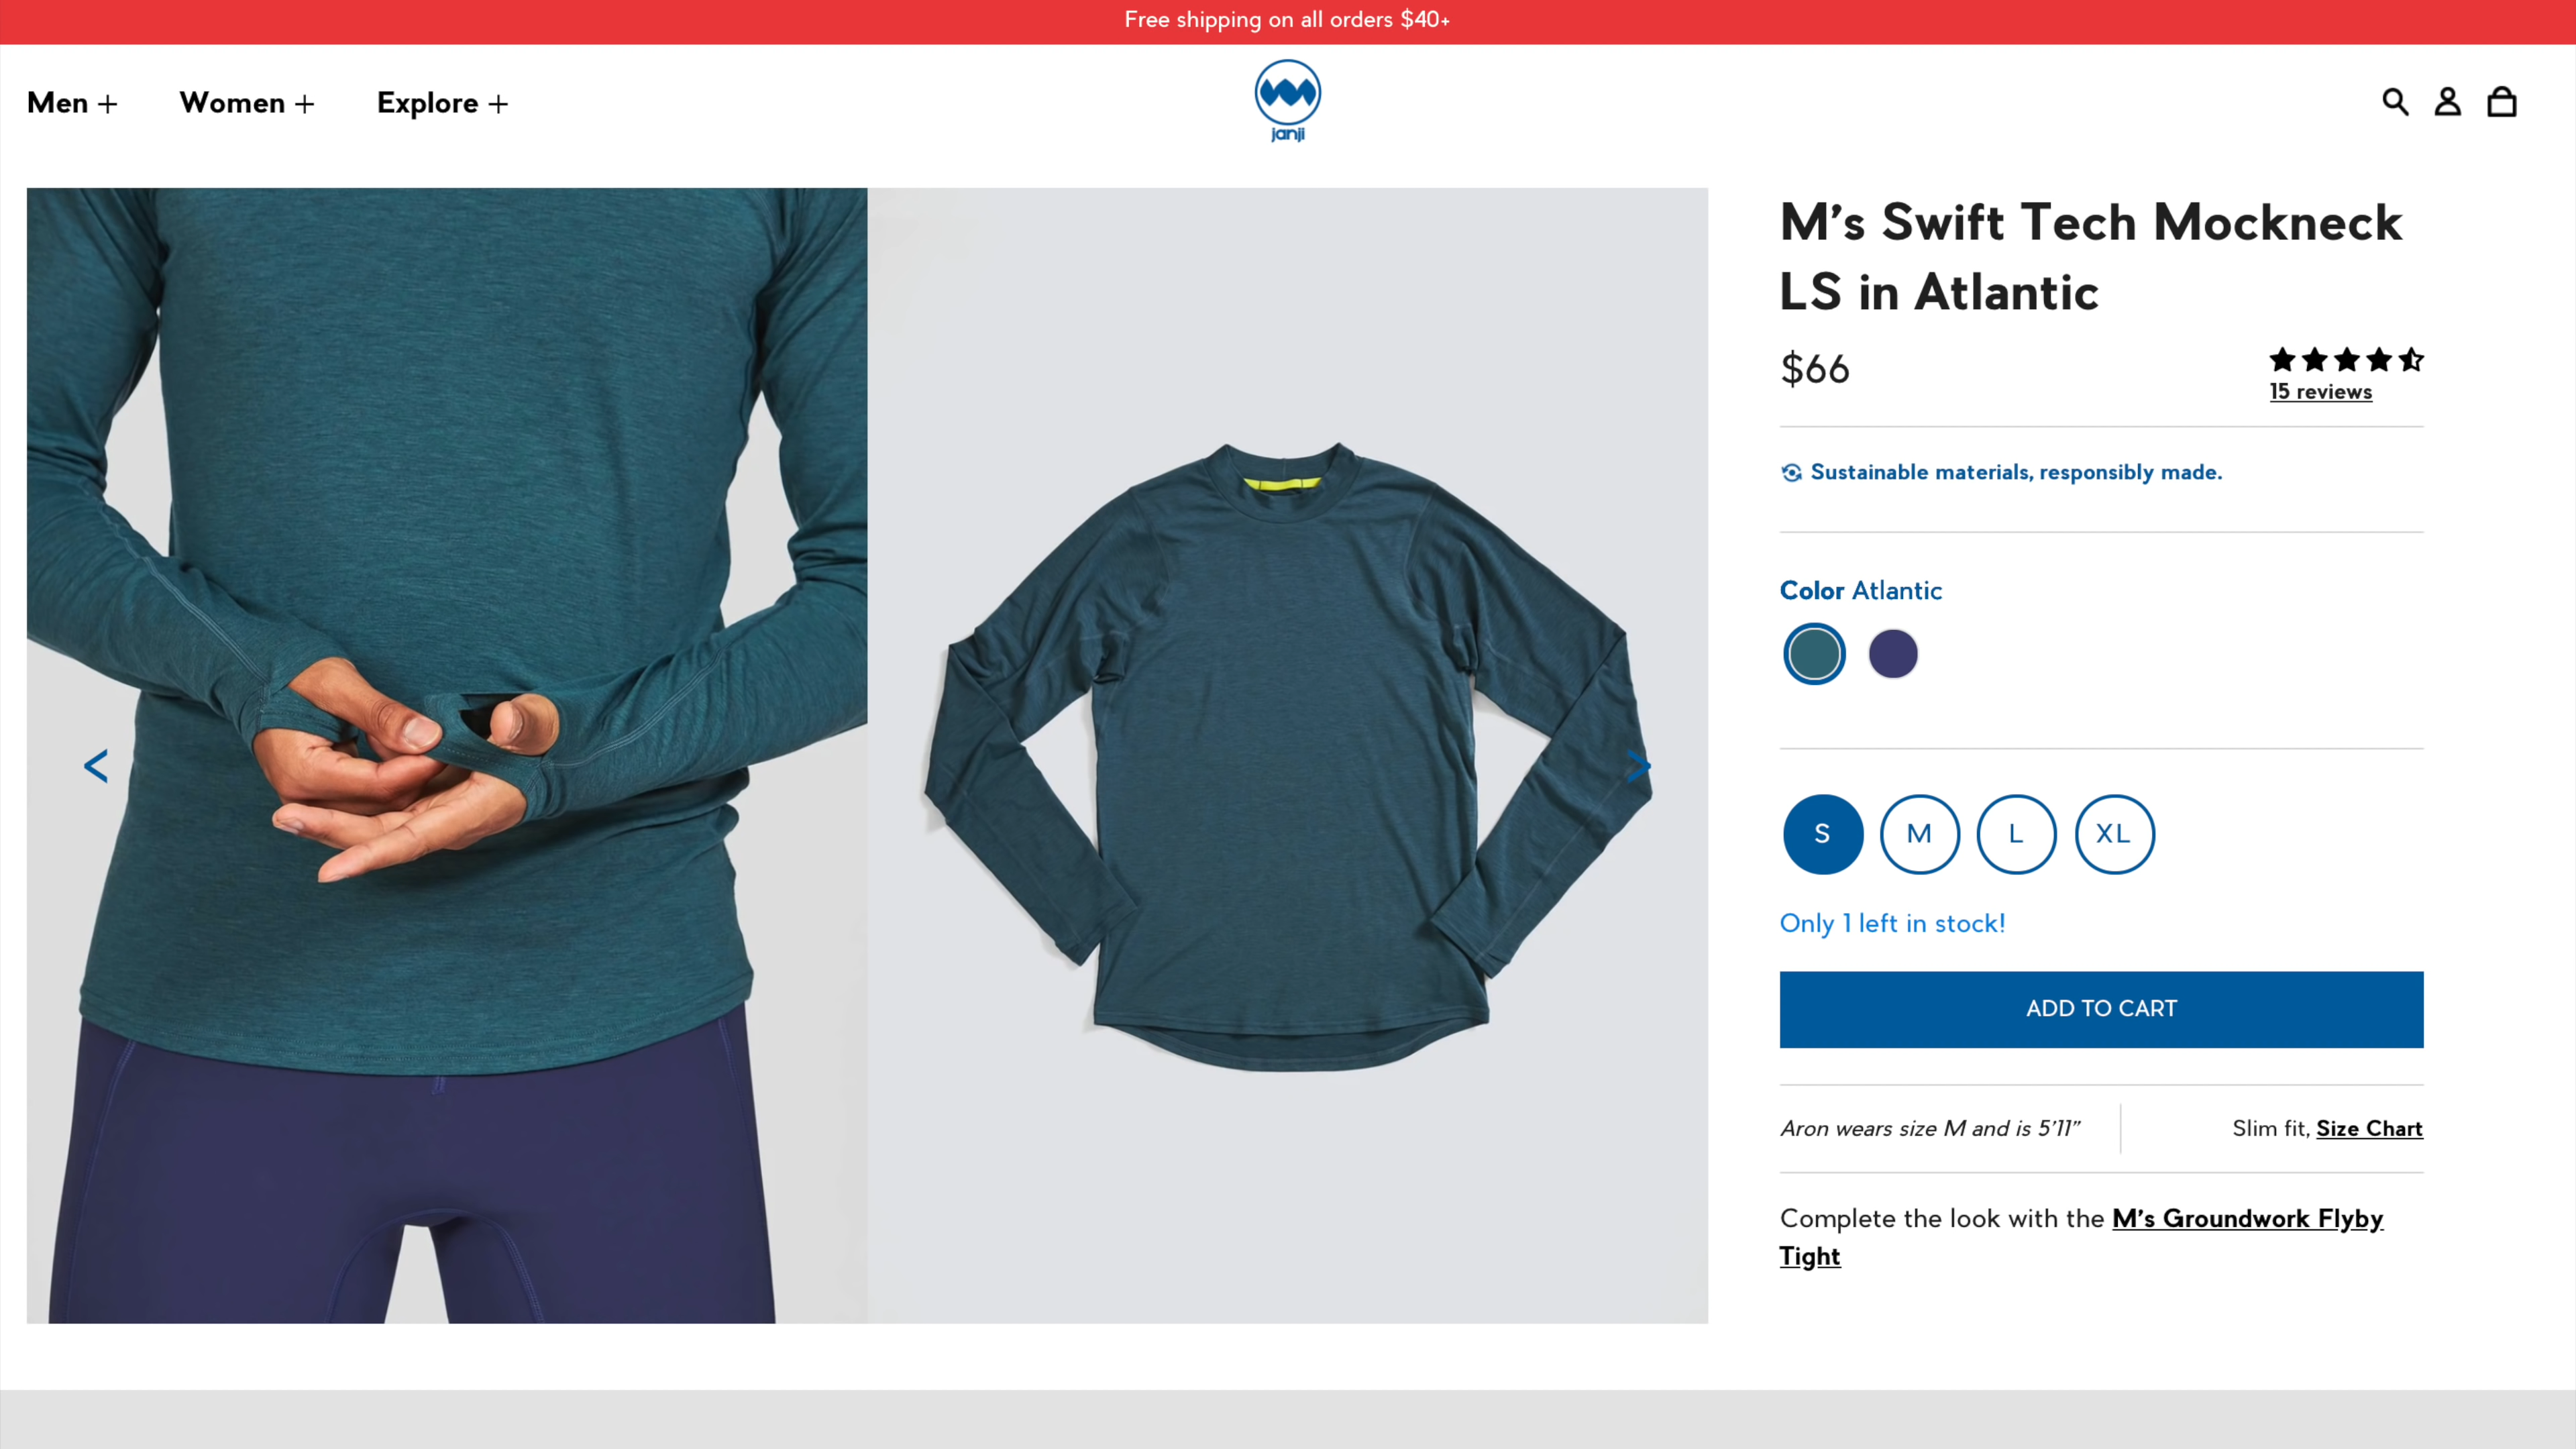 Free shipping on all orders $40+
Men +
Women +
Explore +
janji
M’s Swift Tech Mockneck
LS in Atlantic
$66
15 reviews
Sustainable materials, responsibly made.
Color Atlantic
S
M
L
XL
Only 1 left in stock!
ADD TO CART
Aron wears size M and is 5’11”
Slim fit, Size Chart
Complete the look with the M’s Groundwork Flyby
Tight